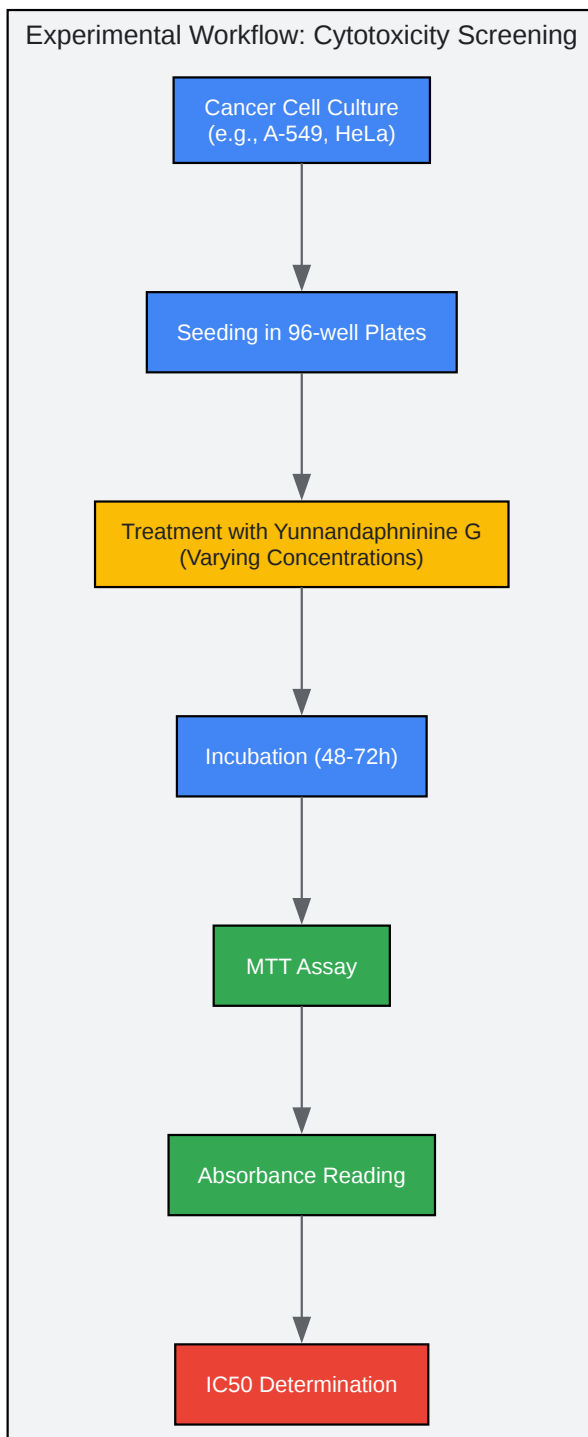 Experimental Workflow: Cytotoxicity Screening
Cancer Cell Culture
(e.g., A-549, HeLa)
Seeding in 96-well Plates
Treatment with Yunnandaphninine G
(Varying Concentrations)
Incubation (48-72h)
MTT Assay
Absorbance Reading
IC50 Determination